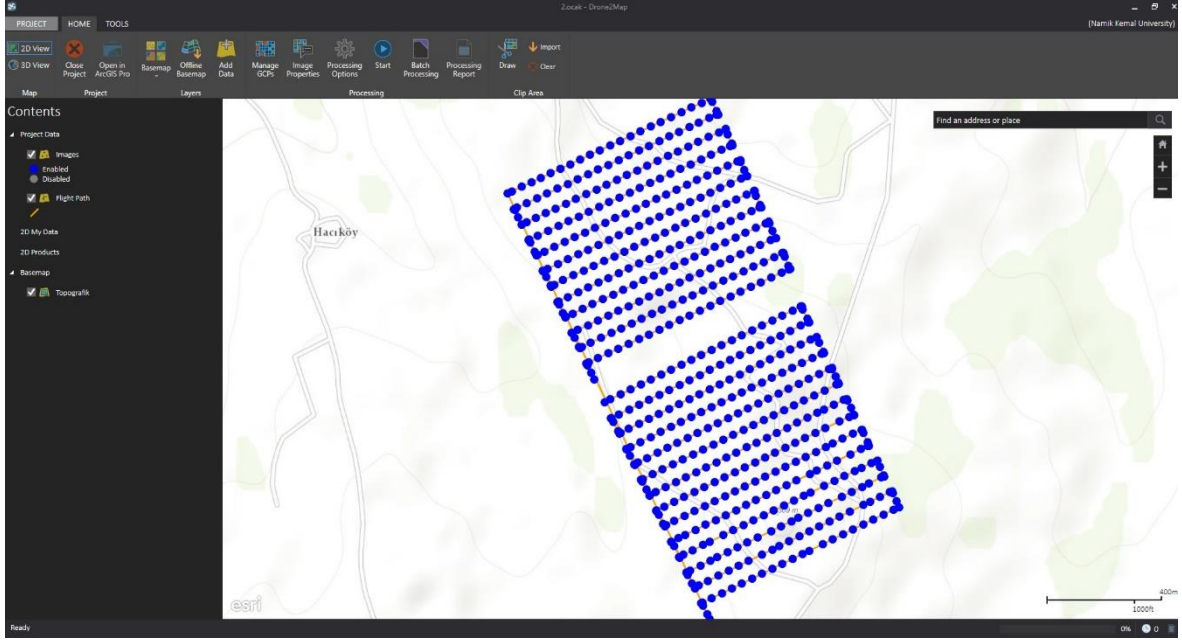 2.ocak - Drone2Map
PROJECT HOME TOOLS
(Namik Kemal University)
2D View
3D View
Map
Close Project
Open in ArcGIS Pro
Project
Basemap
Offline Basemap
Add Data
Layers
Manage GCPs
Image Properties
Processing Options
Start
Batch Processing
Processing Report
Processing
Draw
Import
Clear
Clip Area
Contents
Project Data
Images
Enabled
Disabled
Flight Path
2D My Data
2D Products
Basemap
Topografik
Find an address or place
Hacıköy
esri
400m
1000ft
Ready
0%
0